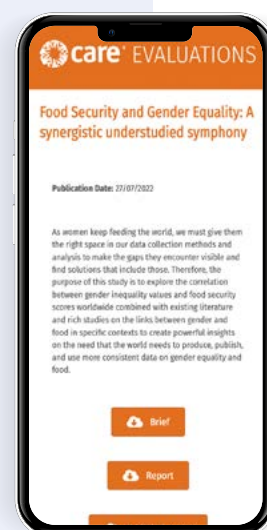 care® EVALUATIONS
Food Security and Gender Equality: A
synergistic understudied symphony
Publication Date: 27/07/2022
As women keep feeding the world, we must give them
the right space in our data collection methods and
analysis to make the gaps they encounter visible and
find solutions that include those. Therefore, the
purpose of this study is to explore the correlation
between gender inequality values and food security
scores worldwide combined with existing literature
and rich studies on the links between gender and
food in specific contexts to create powerful insights
on the need that the world needs to produce, publish,
and use more consistent data on gender equality and
food.
Brief
Report